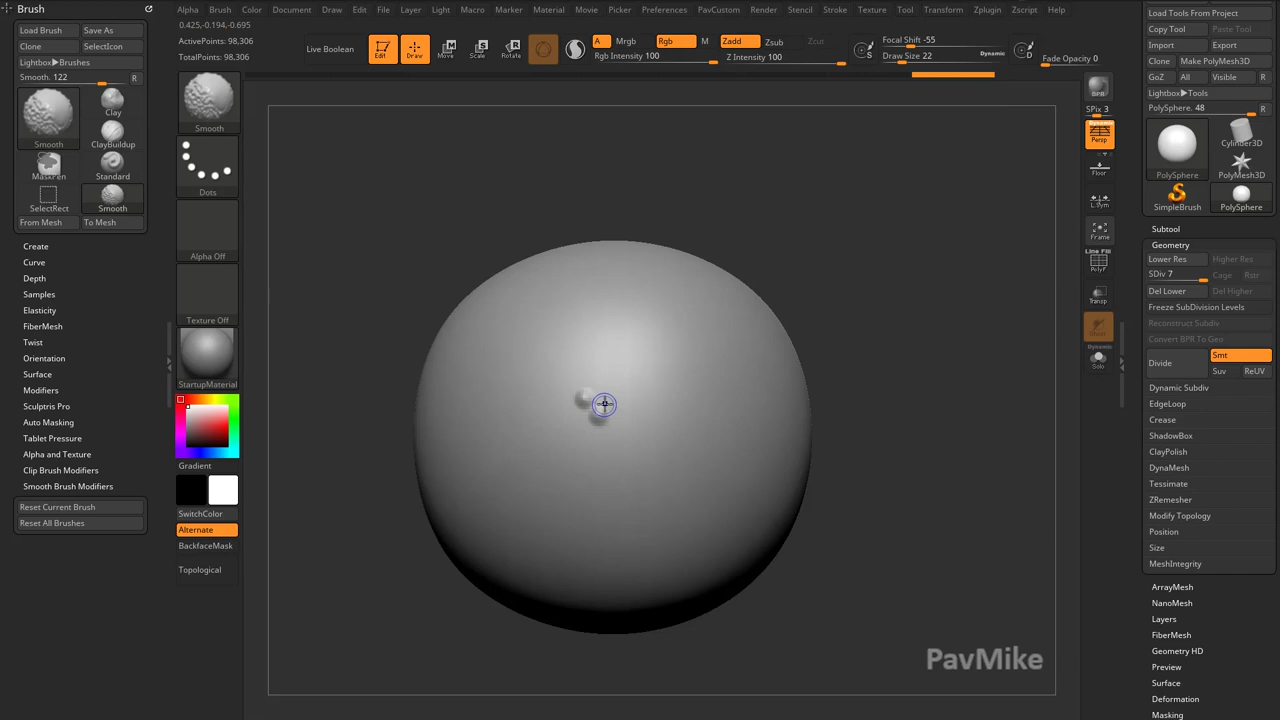 Brush
Alpha Brush Color Document Draw Edit File Layer Light Macro Marker Material Movie Picker Preferences PavCustom Render Stencil Stroke Texture Tool Transform Zplugin Zscript Help
0.425,-0.194,-0.695
ActivePoints: 98,306
TotalPoints: 98,306
Load Brush Save As
Clone SelectIcon
Lightbox▶Brushes
Smooth. 122 R
Smooth
Clay
ClayBuildup
MaskPen
Standard
SelectRect
Smooth
From Mesh To Mesh
Create
Curve
Depth
Samples
Elasticity
FiberMesh
Twist
Orientation
Surface
Modifiers
Sculptris Pro
Auto Masking
Tablet Pressure
Alpha and Texture
Clip Brush Modifiers
Smooth Brush Modifiers
Reset Current Brush
Reset All Brushes
Smooth
Dots
Alpha Off
Texture Off
StartupMaterial
Gradient
SwitchColor
Alternate
BackfaceMask
Topological
Live Boolean
Edit
Draw
Move
Scale
Rotate
A Mrgb Rgb M Zadd Zsub Zcut
Rgb Intensity 100 Z Intensity 100
S
Focal Shift -55
Draw Size 22 Dynamic
D
Fade Opacity 0
BPR
SPix 3
Dynamic
Persp
Floor
L.Sym
Frame
Line Fill
PolyF
Transp
Dynamic
Solo
Load Tools From Project
Copy Tool Paste Tool
Import Export
Clone Make PolyMesh3D
GoZ All Visible R
Lightbox▶Tools
PolySphere. 48 R
PolySphere
Cylinder3D
PolyMesh3D
SimpleBrush
PolySphere
Subtool
Geometry
Lower Res Higher Res
SDiv 7 Cage Rstr
Del Lower Del Higher
Freeze SubDivision Levels
Reconstruct Subdiv
Convert BPR To Geo
Divide
Smt
Suv ReUV
Dynamic Subdiv
EdgeLoop
Crease
ShadowBox
ClayPolish
DynaMesh
Tessimate
ZRemesher
Modify Topology
Position
Size
MeshIntegrity
ArrayMesh
NanoMesh
Layers
FiberMesh
Geometry HD
Preview
Surface
Deformation
Masking
PavMike